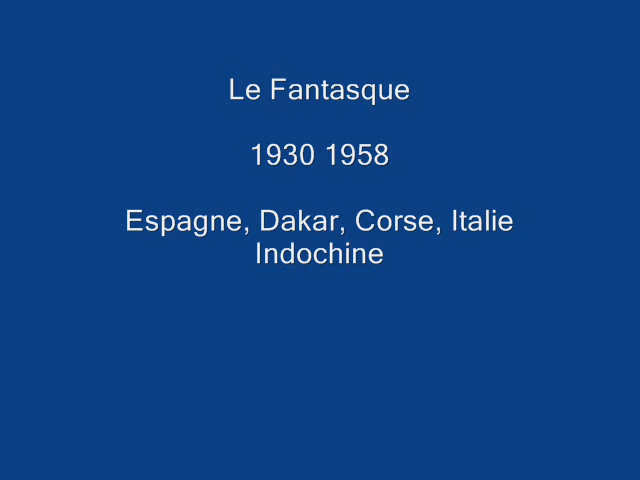 Le Fantasque
1930 1958
Espagne, Dakar, Corse, Italie
Indochine